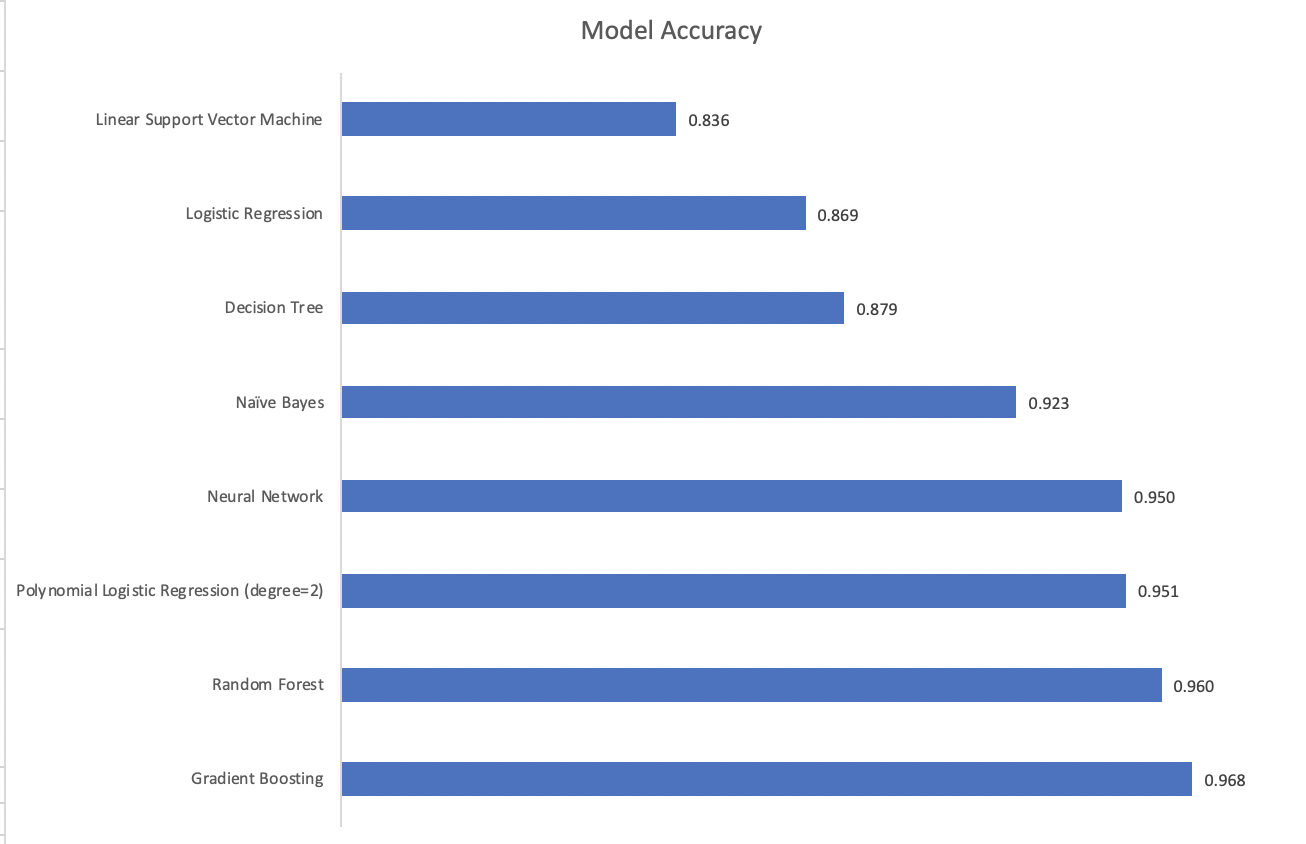 Model Accuracy
Linear Support Vector Machine 0.836
Logistic Regression 0.869
Decision Tree 0.879
Naïve Bayes 0.923
Neural Network 0.950
Polynomial Logistic Regression (degree=2) 0.951
Random Forest 0.960
Gradient Boosting 0.968